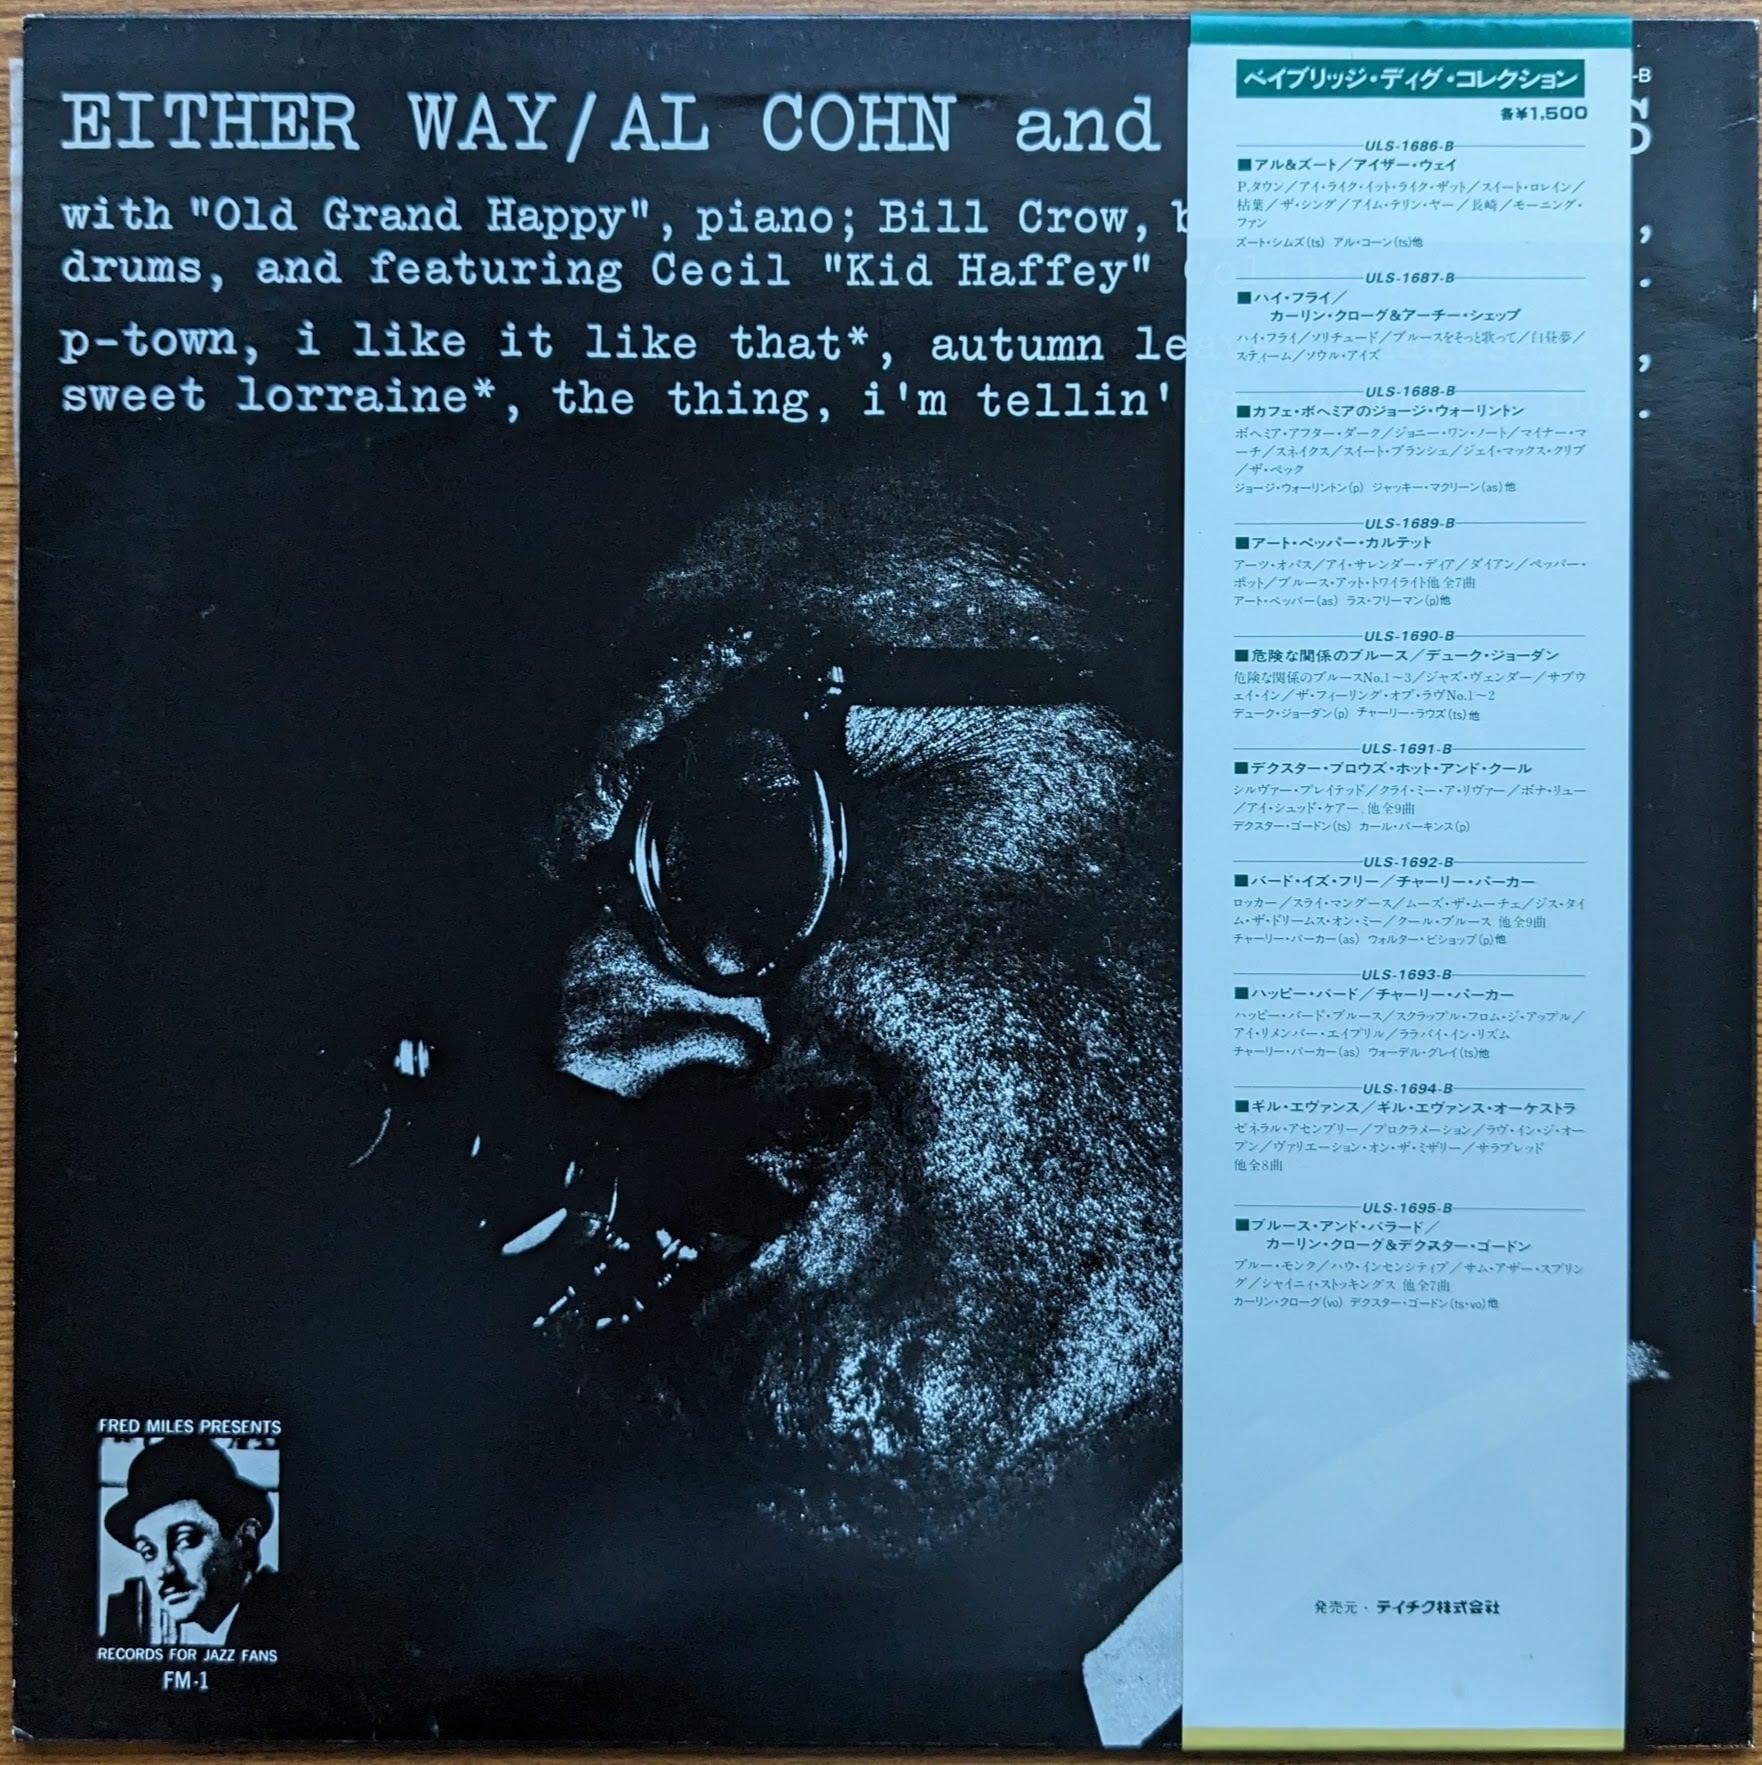 EITHER WAY/AL COHN and S
with "Old Grand Happy", piano; Bill Crow, b ,
drums, and featuring Cecil "Kid Haffey" .
p-town, i like it like that*, autumn lea ,
sweet lorraine*, the thing, i'm tellin' .
-B
ベイブリッジ・ディグ・コレクション
各¥1,500
ULS-1686-B
■アル&ズート/アイザー・ウェイ
P.タウン/アイ・ライク・イット・ライク・ザット/スイート・ロレイン/
枯葉/ザ・シング/アイム・テリン・ヤー/長崎/モーニング・
ファン
ズート・シムズ(ts) アル・コーン(ts)他
ULS-1687-B
■ハイ・フライ/
カーリン・クローグ&アーチー・シェップ
ハイ・フライ/ソリチュード/ブルースをそっと歌って/白昼夢/
スティーム/ソウル・アイズ
ULS-1688-B
■カフェ・ボヘミアのジョージ・ウォーリントン
ボヘミア・アフター・ダーク/ジョニー・ワン・ノート/マイナー・マ
ーチ/スネイクス/スイート・ブランシェ/ジェイ・マックス・クリブ
/ザ・ペック
ジョージ・ウォーリントン(p) ジャッキー・マクリーン(as)他
ULS-1689-B
■アート・ペッパー・カルテット
アーツ・オパス/アイ・サレンダー・ディア/ダイアン/ペッパー・
ポット/ブルース・アット・トワイライト他 全7曲
アート・ペッパー(as) ラス・フリーマン(p)他
ULS-1690-B
■危険な関係のブルース/デューク・ジョーダン
危険な関係のブルースNo.1〜3/ジャズ・ヴェンダー/サブウ
ェイ・イン/ザ・フィーリング・オブ・ラヴNo.1〜2
デューク・ジョーダン(p) チャーリー・ラウズ(ts)他
ULS-1691-B
■デクスター・ブロウズ・ホット・アンド・クール
シルヴァー・プレイテッド/クライ・ミー・ア・リヴァー/ボナ・リュー
/アイ・シュッド・ケアー 他全9曲
デクスター・ゴードン(ts) カール・パーキンス(p)
ULS-1692-B
■バード・イズ・フリー/チャーリー・パーカー
ロッカー/スライ・マングース/ムーズ・ザ・ムーチェ/ジス・タイ
ム・ザ・ドリームス・オン・ミー/クール・ブルース 他全9曲
チャーリー・パーカー(as) ウォルター・ビショップ(p)他
ULS-1693-B
■ハッピー・バード/チャーリー・パーカー
ハッピー・バード・ブルース/スクラップル・フロム・ジ・アップル/
アイ・リメンバー・エイプリル/ララバイ・イン・リズム
チャーリー・パーカー(as) ウォーデル・グレイ(ts)他
ULS-1694-B
■ギル・エヴァンス/ギル・エヴァンス・オーケストラ
ゼネラル・アセンブリー/プロクラメーション/ラヴ・イン・ジ・オー
プン/ヴァリエーション・オン・ザ・ミザリー/サラブレッド
他全8曲
ULS-1695-B
■ブルース・アンド・バラード/
カーリン・クローグ&デクスター・ゴードン
ブルー・モンク/ハウ・インセンシティブ/サム・アザー・スプリン
グ/シャイニィ・ストッキングス 他全7曲
カーリン・クローグ(vo) デクスター・ゴードン(ts・vo)他
発売元・テイチク株式会社
FRED MILES PRESENTS
RECORDS FOR JAZZ FANS
FM-1